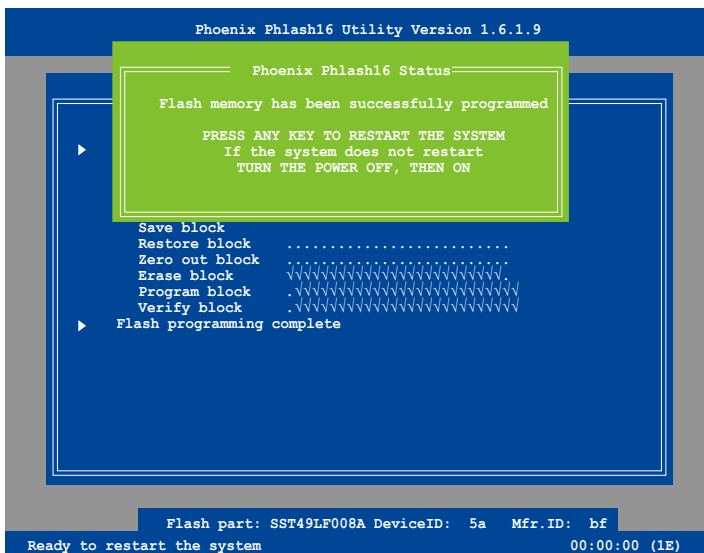 Phoenix Phlash16 Utility Version 1.6.1.9
Phoenix Phlash16 Status
Flash memory has been successfully programmed
PRESS ANY KEY TO RESTART THE SYSTEM
If the system does not restart
TURN THE POWER OFF, THEN ON
Save block
Restore block ..........................
Zero out block ..........................
Erase block √√√√√√√√√√√√√√√√√√√√√√√√√.
Program block .√√√√√√√√√√√√√√√√√√√√√√√√√√
Verify block .√√√√√√√√√√√√√√√√√√√√√√√√√√
Flash programming complete
Flash part: SST49LF008A DeviceID: 5a Mfr.ID: bf
Ready to restart the system 00:00:00 (1E)